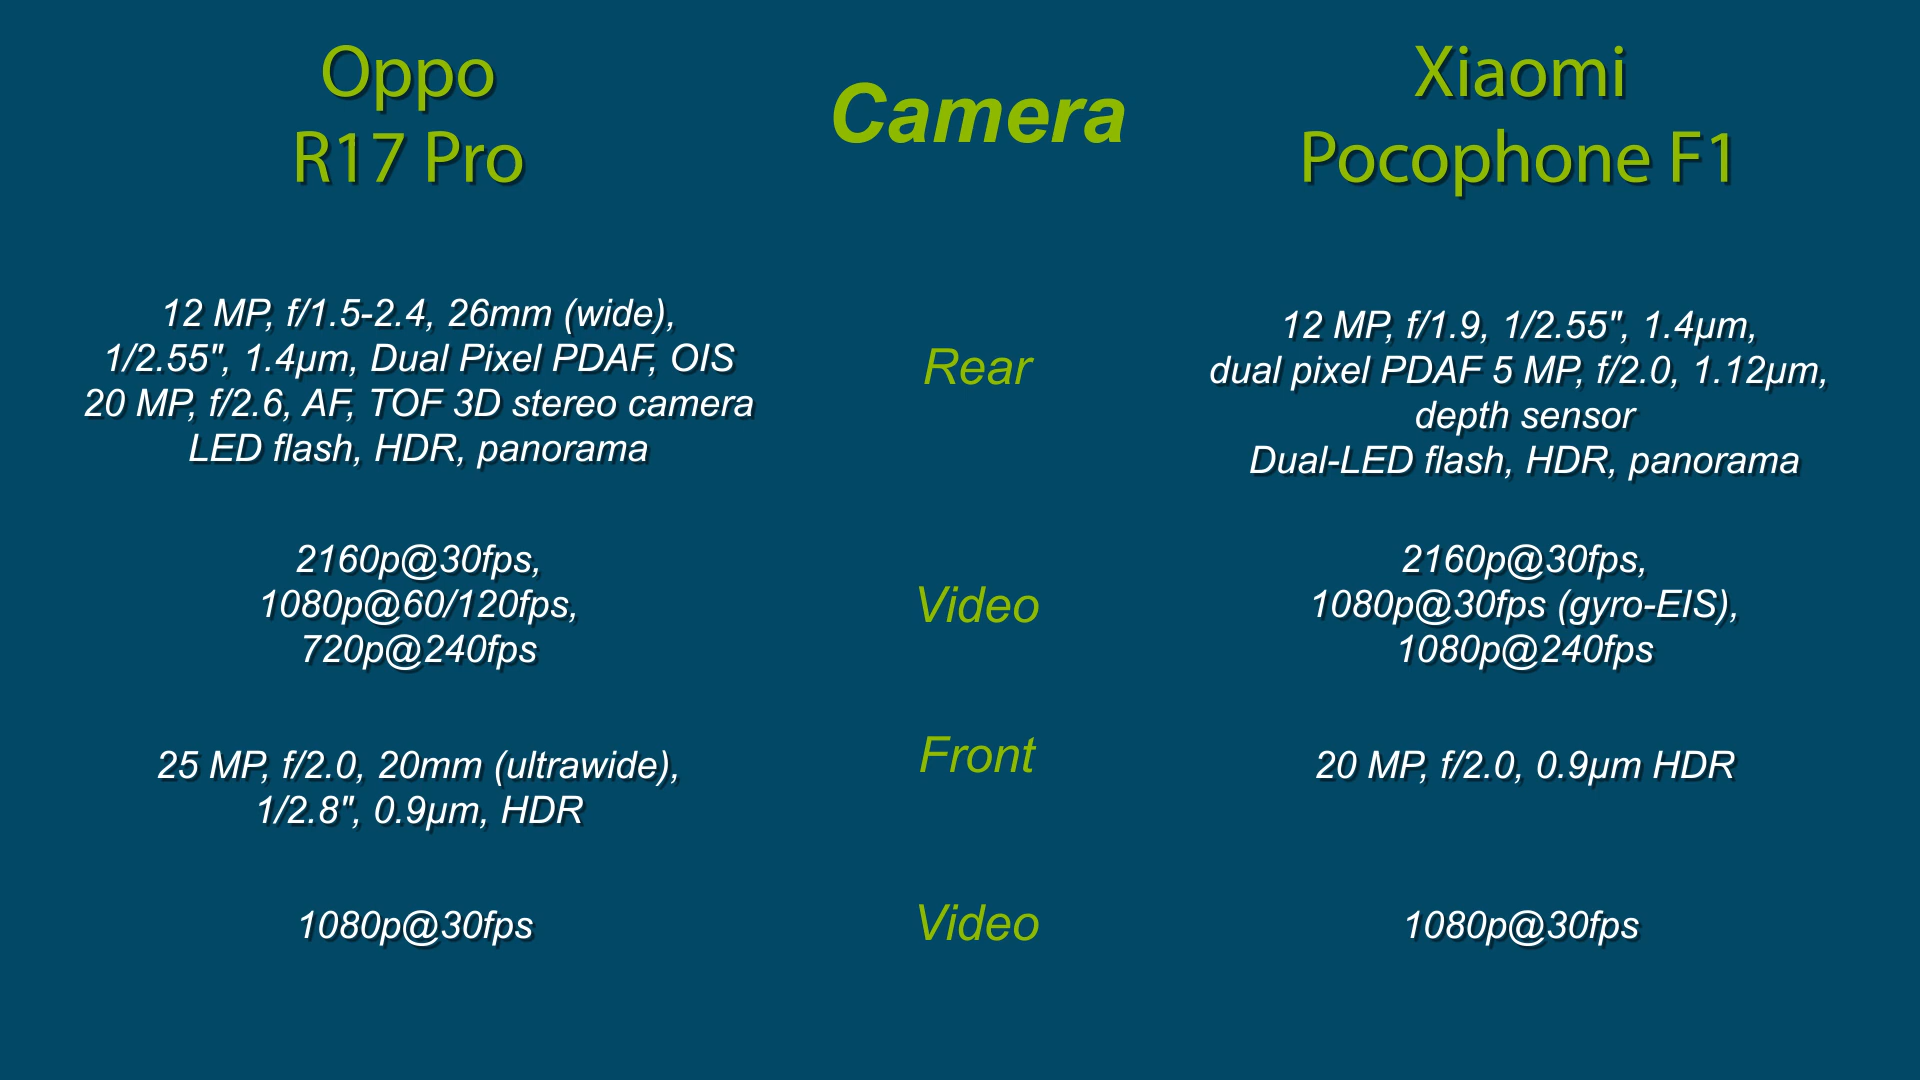 Oppo
R17 Pro
Camera
Xiaomi
Pocophone F1
12 MP, f/1.5-2.4, 26mm (wide),
1/2.55", 1.4µm, Dual Pixel PDAF, OIS
20 MP, f/2.6, AF, TOF 3D stereo camera
LED flash, HDR, panorama
Rear
12 MP, f/1.9, 1/2.55", 1.4µm,
dual pixel PDAF 5 MP, f/2.0, 1.12µm,
depth sensor
Dual-LED flash, HDR, panorama
2160p@30fps,
1080p@60/120fps,
720p@240fps
Video
2160p@30fps,
1080p@30fps (gyro-EIS),
1080p@240fps
25 MP, f/2.0, 20mm (ultrawide),
1/2.8", 0.9µm, HDR
Front
20 MP, f/2.0, 0.9µm HDR
1080p@30fps
Video
1080p@30fps